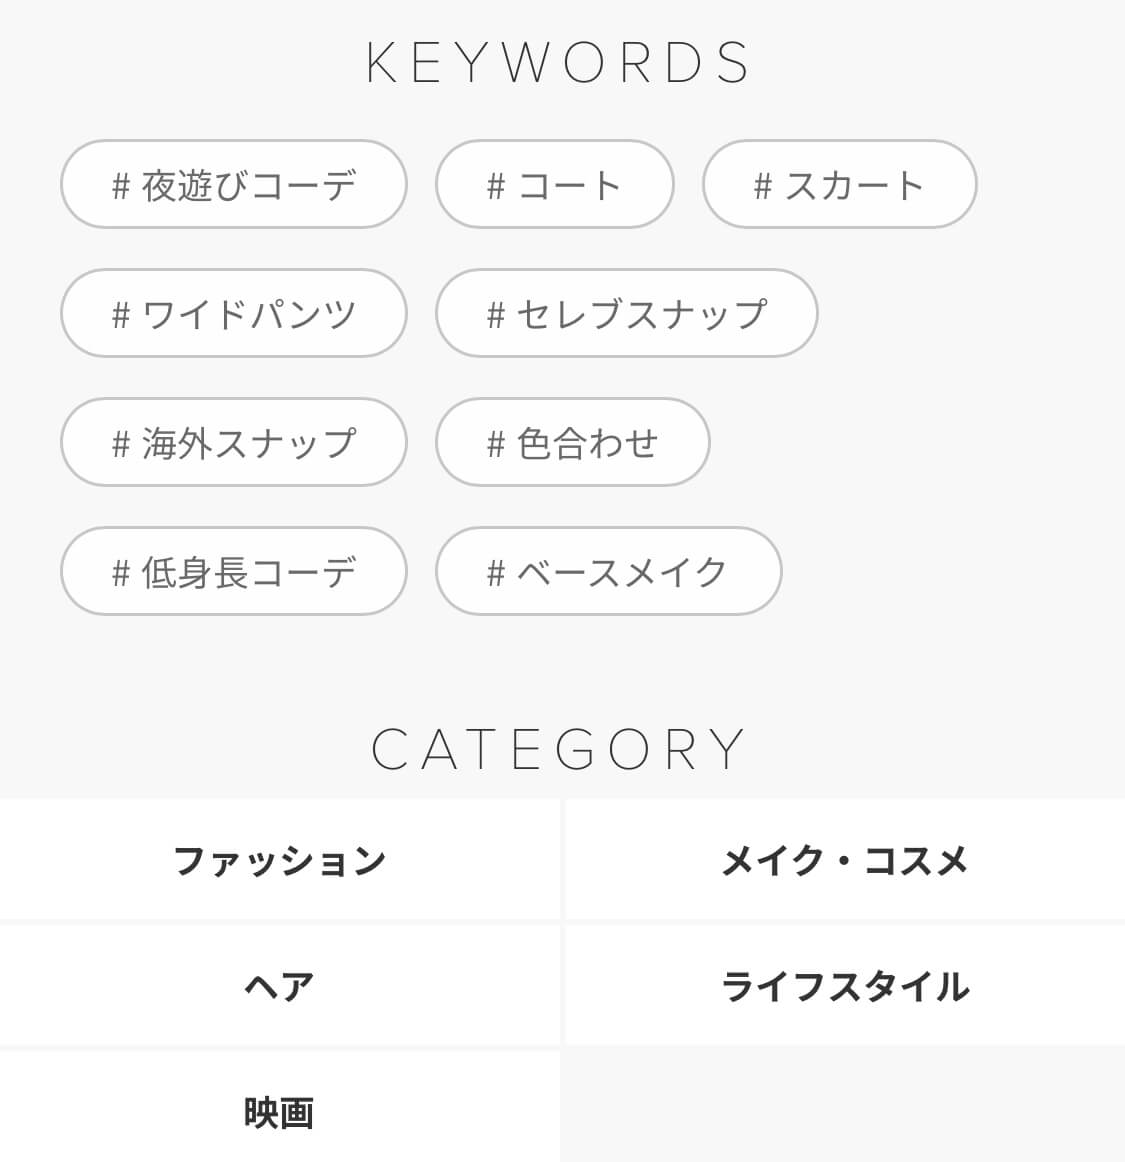 KEYWORDS
# 夜遊びコーデ # コート # スカート
# ワイドパンツ # セレブスナップ
# 海外スナップ # 色合わせ
# 低身長コーデ # ベースメイク
CATEGORY
ファッション メイク・コスメ
ヘア ライフスタイル
映画